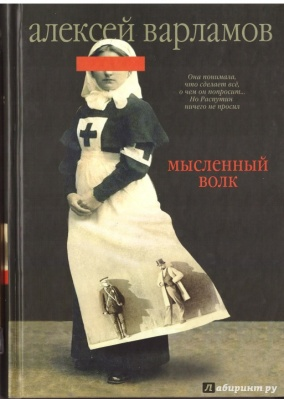 алексей варламов
Она понимала,
что сделает всё,
о чем он попросит...
Но Распутин
ничего не просил
мысленный
волк
Лабиринт.ру